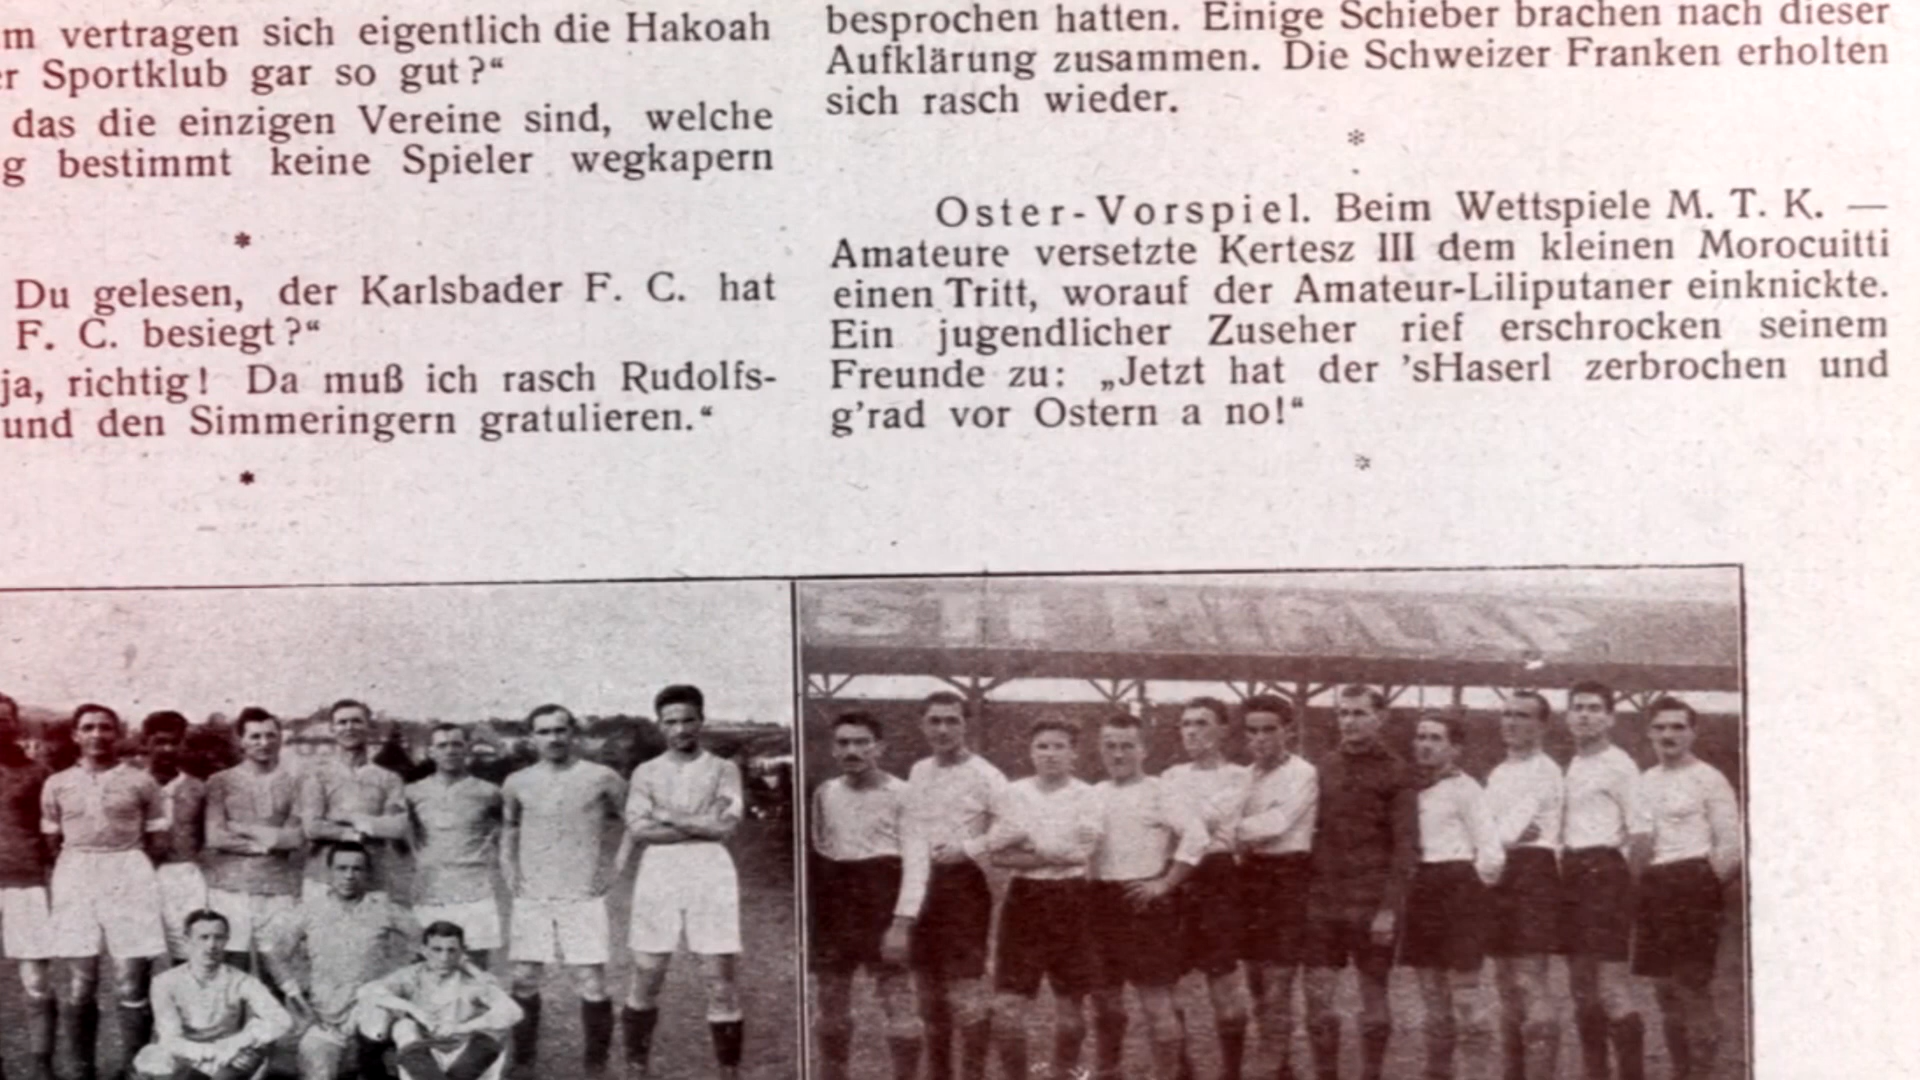 m vertragen sich eigentlich die Hakoah
r Sportklub gar so gut?“
das die einzigen Vereine sind, welche
g bestimmt keine Spieler wegkapern
*
Du gelesen, der Karlsbader F. C. hat
F. C. besiegt?“
ja, richtig! Da muß ich rasch Rudolfs-
und den Simmeringern gratulieren.“
*
besprochen hatten. Einige Schieber brachen nach dieser
Aufklärung zusammen. Die Schweizer Franken erholten
sich rasch wieder.
*
Oster-Vorspiel. Beim Wettspiele M. T. K. —
Amateure versetzte Kertesz III dem kleinen Morocuitti
einen Tritt, worauf der Amateur-Liliputaner einknickte.
Ein jugendlicher Zuseher rief erschrocken seinem
Freunde zu: „Jetzt hat der 'sHaserl zerbrochen und
g'rad vor Ostern a no!“
*